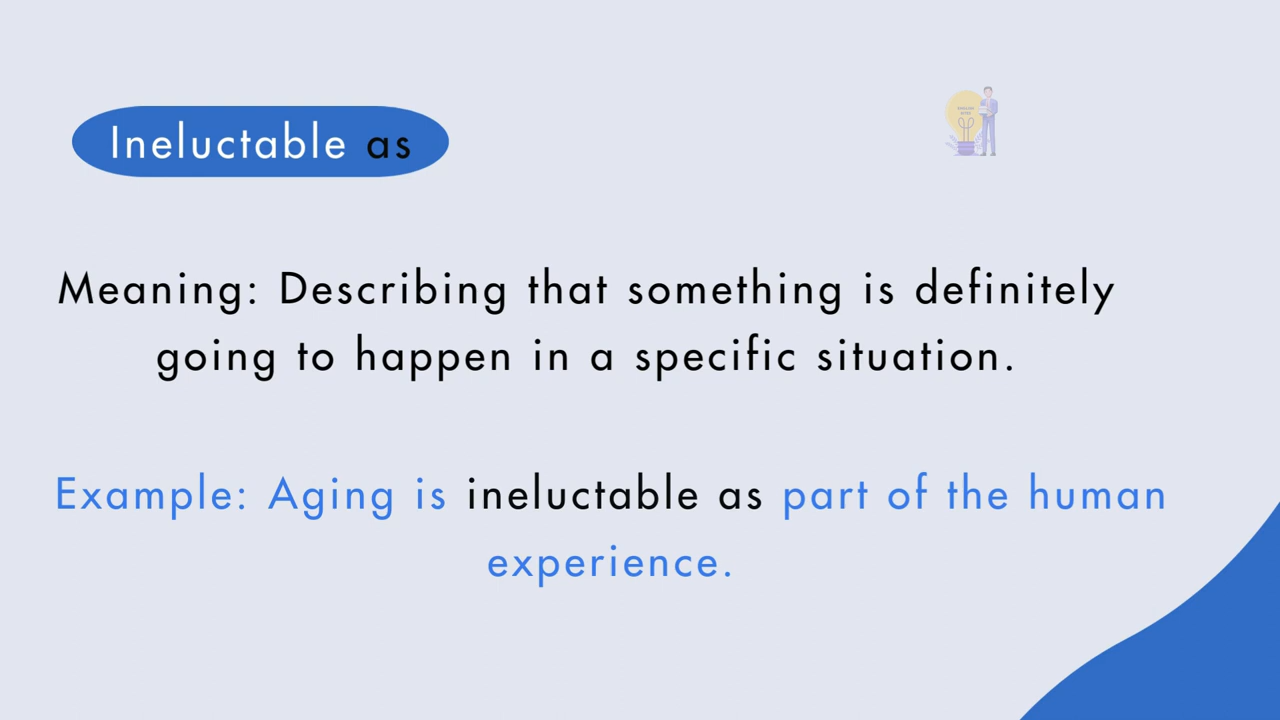 Ineluctable as
Meaning: Describing that something is definitely
going to happen in a specific situation.
Example: Aging is ineluctable as part of the human
experience.